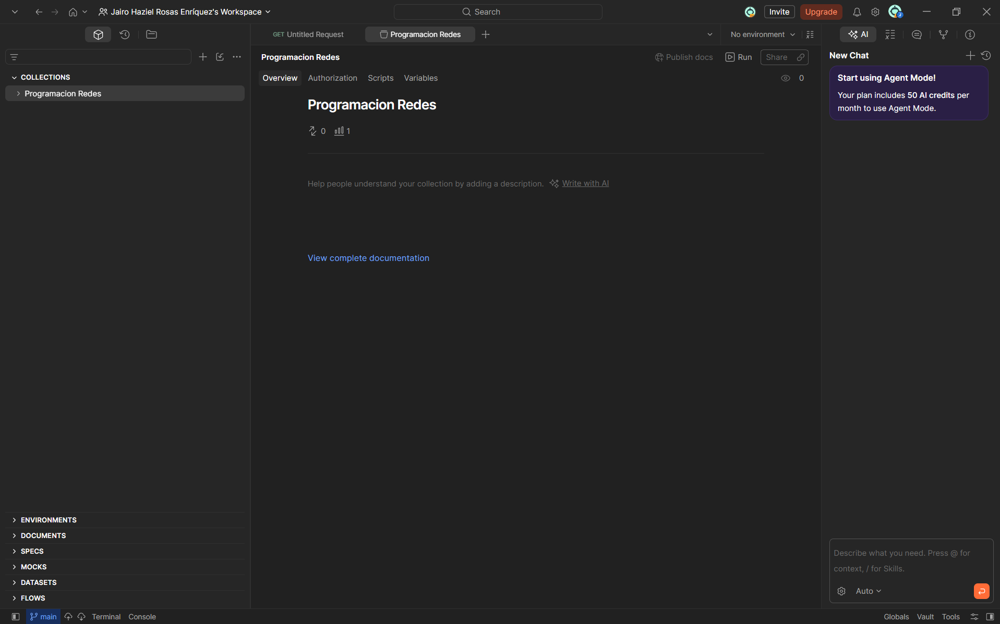 Jairo Haziel Rosas Enríquez's Workspace
Search
Invite
Upgrade
GET Untitled Request
Programacion Redes
No environment
AI
COLLECTIONS
Programacion Redes
ENVIRONMENTS
DOCUMENTS
SPECS
MOCKS
DATASETS
FLOWS
Programacion Redes
Publish docs
Run
Share
Overview
Authorization
Scripts
Variables
0
Programacion Redes
0
1
Help people understand your collection by adding a description.
Write with AI
View complete documentation
New Chat
Start using Agent Mode!
Your plan includes 50 AI credits per
month to use Agent Mode.
Describe what you need. Press @ for
context, / for Skills.
Auto
main
Terminal
Console
Globals
Vault
Tools